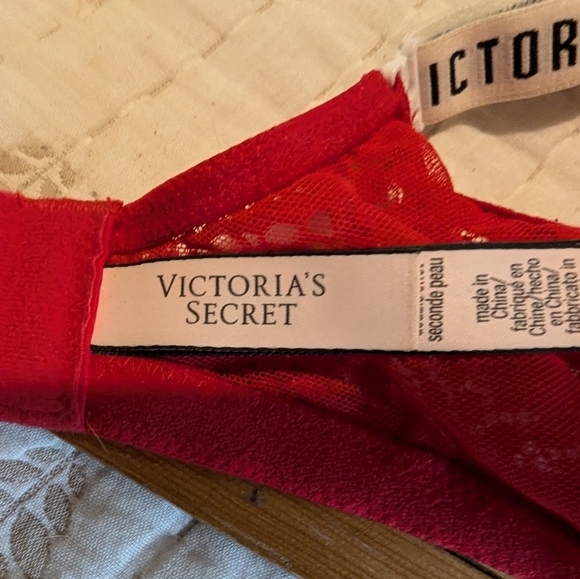 ICTOR
VICTORIA'S
SECRET
seconde peau
made in
China/
fabriqué en
Chine/hecho
en China/
fabbricato in